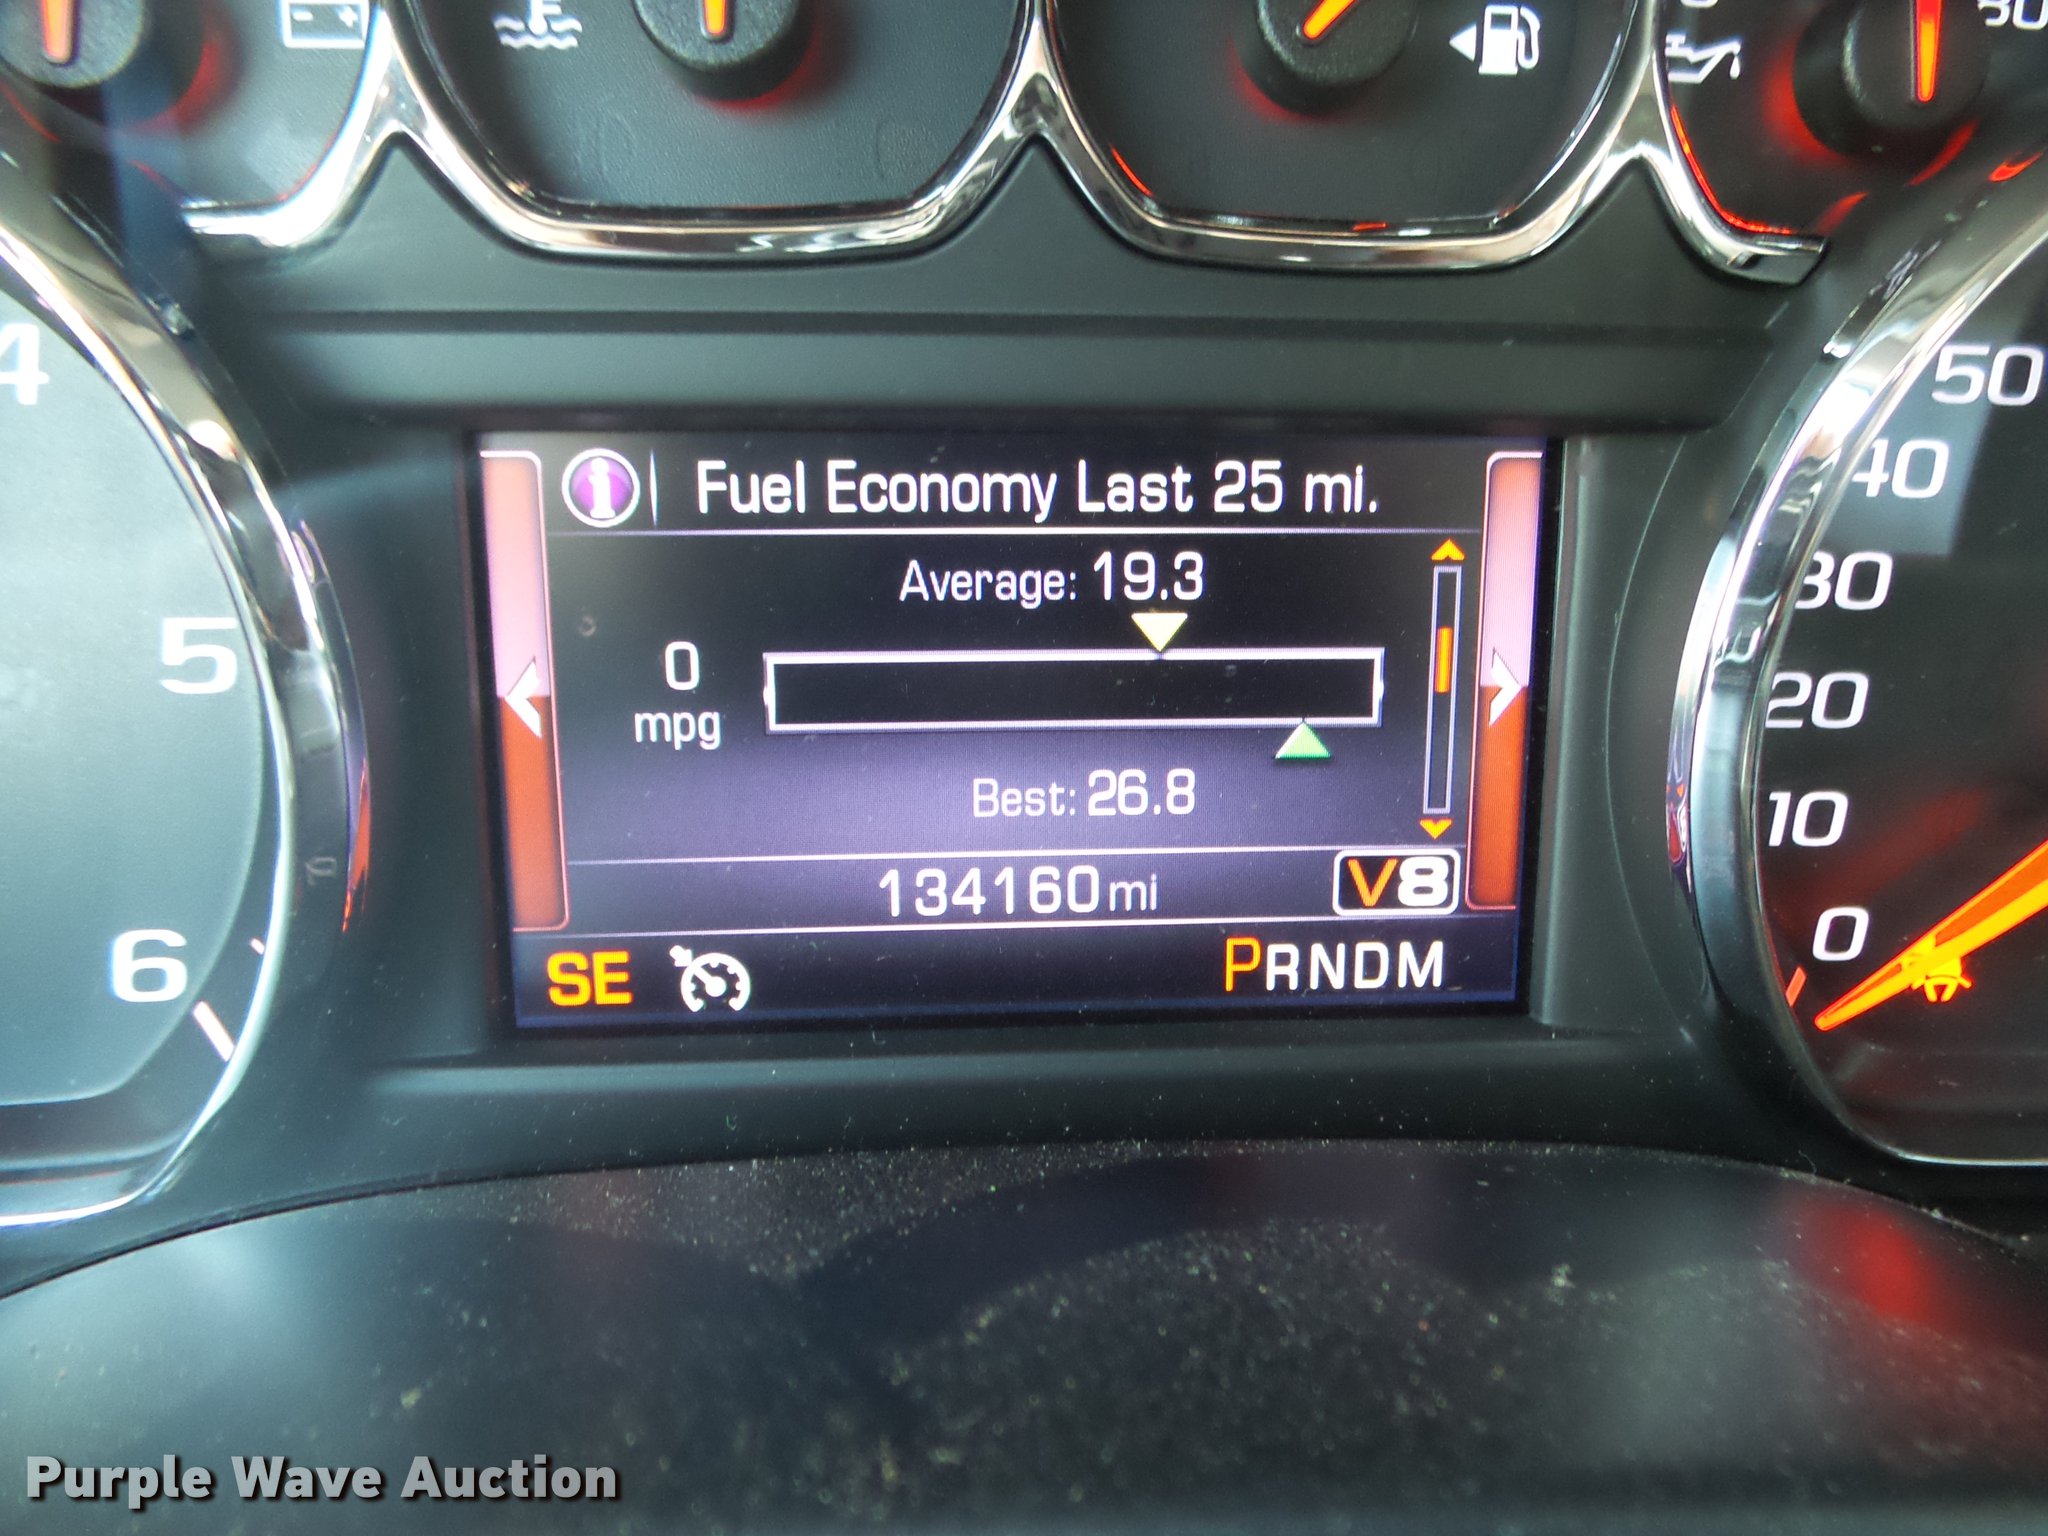 80
4
5
6
50
40
30
20
10
0
Fuel Economy Last 25 mi.
Average: 19.3
0
mpg
Best: 26.8
134160 mi
V8
SE
PRNDM
Purple Wave Auction